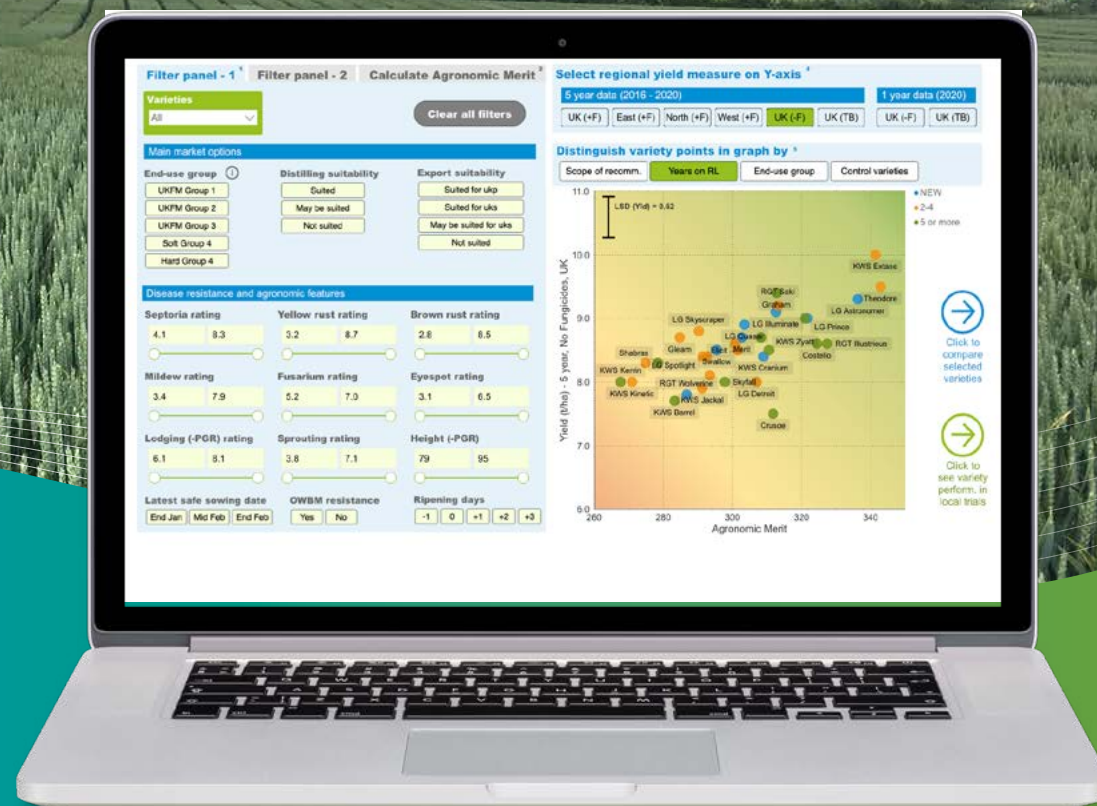 Filter panel - 1 1
Filter panel - 2
Calculate Agronomic Merit
Varieties
All
Clear all filters
Main market options
End-use group
UKFM Group 1
UKFM Group 2
UKFM Group 3
Soft Group 4
Hard Group 4
Distilling suitability
Suited
May be suited
Not suited
Export suitability
Suited for ukp
Suited for uks
May be suited for uks
Not suited
Disease resistance and agronomic features
Septoria rating
4.1 8.3
Yellow rust rating
3.2 8.7
Brown rust rating
2.8 8.5
Mildew rating
3.4 7.9
Fusarium rating
5.2 7.0
Eyespot rating
3.1 6.5
Lodging (-PGR) rating
6.1 8.1
Sprouting rating
3.8 7.1
Height (-PGR)
79 95
Latest safe sowing date
End Jan Mid Feb End Feb
OWBM resistance
Yes No
Ripening days
-1 0 +1 +2 +3
Select regional yield measure on Y-axis
5 year data (2016 - 2020)
UK (+F) East (+F) North (+F) West (+F) UK (-F) UK (TB)
1 year data (2020)
UK (-F) UK (TB)
Distinguish variety points in graph by
Scope of recomm. Years on RL End-use group Control varieties
NEW
2-4
5 or more
LSD (Yld) = 0.62
Yield (t/ha) - 5 year, No Fungicides, UK
11.0
10.0
9.0
8.0
7.0
6.0
KWS Extase
Theodore
RGT Saki
Graham
LG Astronomer
LG Skyscraper
LG Illuminate
LG Prince
LG Quasar
KWS Zyatt
RGT Illustrious
Gleam
Merit
Costello
Shabras
Swallow
LG Spotlight
KWS Cranium
KWS Kerrin
RGT Wolverine
Skyfall
KWS Kinetic
KWS Jackal
LG Detroit
KWS Barrel
Crusoe
260 280 300 320 340
Agronomic Merit
Click to
compare
selected
varieties
Click to
see variety
perform. in
local trials